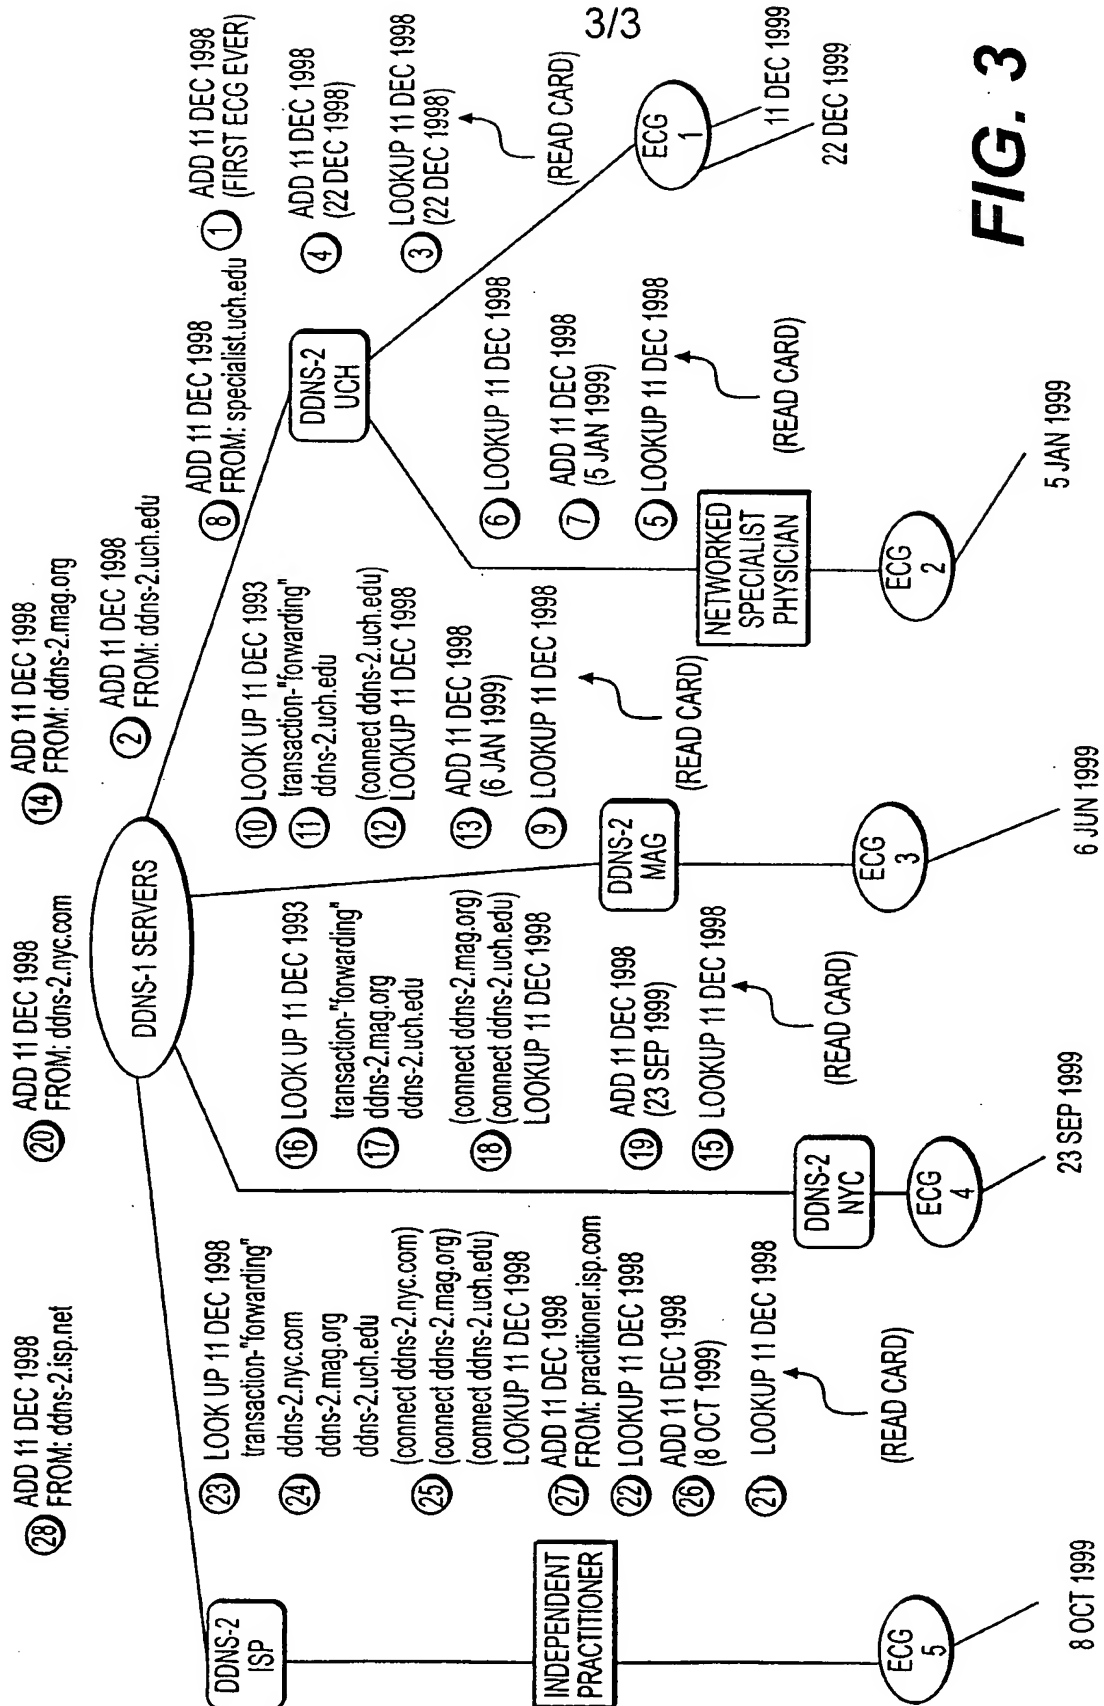 3/3
28 ADD 11 DEC 1998
FROM: ddns-2.isp.net
20 ADD 11 DEC 1998
FROM: ddns-2.nyc.com
14 ADD 11 DEC 1998
FROM: ddns-2.mag.org
2 ADD 11 DEC 1998
FROM: ddns-2.uch.edu
8 ADD 11 DEC 1998
FROM: specialist.uch.edu
1 ADD 11 DEC 1998
(FIRST ECG EVER)
DDNS-1 SERVERS
DDNS-2
ISP
23 LOOK UP 11 DEC 1998
transaction-"forwarding"
24 ddns-2.nyc.com
ddns-2.mag.org
ddns-2.uch.edu
(connect ddns-2.nyc.com)
25 (connect ddns-2.mag.org)
(connect ddns-2.uch.edu)
LOOKUP 11 DEC 1998
27 ADD 11 DEC 1998
FROM: practitioner.isp.com
22 LOOKUP 11 DEC 1998
26 ADD 11 DEC 1998
(8 OCT 1999)
21 LOOKUP 11 DEC 1998
(READ CARD)
INDEPENDENT
PRACTITIONER
ECG
5
8 OCT 1999
16 LOOK UP 11 DEC 1993
transaction-"forwarding"
17 ddns-2.mag.org
ddns-2.uch.edu
(connect ddns-2.mag.org)
18 (connect ddns-2.uch.edu)
LOOKUP 11 DEC 1998
19 ADD 11 DEC 1998
(23 SEP 1999)
15 LOOKUP 11 DEC 1998
(READ CARD)
DDNS-2
NYC
ECG
4
23 SEP 1999
10 LOOK UP 11 DEC 1993
transaction-"forwarding"
11 ddns-2.uch.edu
(connect ddns-2.uch.edu)
12 LOOKUP 11 DEC 1998
13 ADD 11 DEC 1998
(6 JAN 1999)
9 LOOKUP 11 DEC 1998
(READ CARD)
DDNS-2
MAG
ECG
3
6 JUN 1999
DDNS-2
UCH
4 ADD 11 DEC 1998
(22 DEC 1998)
3 LOOKUP 11 DEC 1998
(22 DEC 1998)
(READ CARD)
6 LOOKUP 11 DEC 1998
7 ADD 11 DEC 1998
(5 JAN 1999)
5 LOOKUP 11 DEC 1998
(READ CARD)
NETWORKED
SPECIALIST
PHYSICIAN
ECG
2
5 JAN 1999
ECG
1
11 DEC 1999
22 DEC 1999
FIG. 3